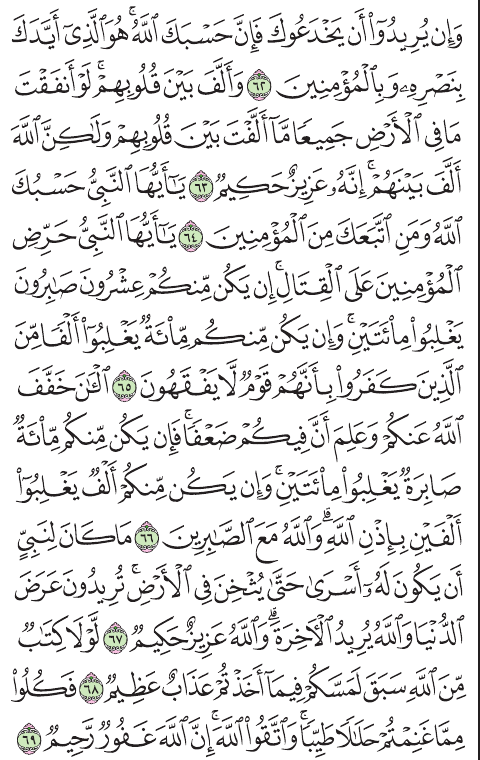 وَإِن يُرِيدُوٓا۟ أَن يَخْدَعُوكَ فَإِنَّ حَسْبَكَ ٱللَّهُ ۚ هُوَ ٱلَّذِىٓ أَيَّدَكَ
بِنَصْرِهِۦ وَبِٱلْمُؤْمِنِينَ ٦٢ وَأَلَّفَ بَيْنَ قُلُوبِهِمْ ۚ لَوْ أَنفَقْتَ
مَا فِى ٱلْأَرْضِ جَمِيعًا مَّآ أَلَّفْتَ بَيْنَ قُلُوبِهِمْ وَلَٰكِنَّ ٱللَّهَ
أَلَّفَ بَيْنَهُمْ ۚ إِنَّهُۥ عَزِيزٌ حَكِيمٌ ٦٣ يَٰٓأَيُّهَا ٱلنَّبِىُّ حَسْبُكَ
ٱللَّهُ وَمَنِ ٱتَّبَعَكَ مِنَ ٱلْمُؤْمِنِينَ ٦٤ يَٰٓأَيُّهَا ٱلنَّبِىُّ حَرِّضِ
ٱلْمُؤْمِنِينَ عَلَى ٱلْقِتَالِ ۚ إِن يَكُن مِّنكُمْ عِشْرُونَ صَٰبِرُونَ
يَغْلِبُوا۟ مِا۟ئَتَيْنِ ۚ وَإِن يَكُن مِّنكُم مِّا۟ئَةٌ يَغْلِبُوٓا۟ أَلْفًا مِّنَ
ٱلَّذِينَ كَفَرُوا۟ بِأَنَّهُمْ قَوْمٌ لَّا يَفْقَهُونَ ٦٥ ٱلْـَٰٔنَ خَفَّفَ
ٱللَّهُ عَنكُمْ وَعَلِمَ أَنَّ فِيكُمْ ضَعْفًا ۚ فَإِن يَكُن مِّنكُم مِّا۟ئَةٌ
صَابِرَةٌ يَغْلِبُوا۟ مِا۟ئَتَيْنِ ۚ وَإِن يَكُن مِّنكُمْ أَلْفٌ يَغْلِبُوٓا۟
أَلْفَيْنِ بِإِذْنِ ٱللَّهِ ۗ وَٱللَّهُ مَعَ ٱلصَّٰبِرِينَ ٦٦ مَا كَانَ لِنَبِىٍّ
أَن يَكُونَ لَهُۥٓ أَسْرَىٰ حَتَّىٰ يُثْخِنَ فِى ٱلْأَرْضِ ۚ تُرِيدُونَ عَرَضَ
ٱلدُّنْيَا وَٱللَّهُ يُرِيدُ ٱلْءَاخِرَةَ ۗ وَٱللَّهُ عَزِيزٌ حَكِيمٌ ٦٧ لَّوْلَا كِتَٰبٌ
مِّنَ ٱللَّهِ سَبَقَ لَمَسَّكُمْ فِيمَآ أَخَذْتُمْ عَذَابٌ عَظِيمٌ ٦٨ فَكُلُوا۟
مِمَّا غَنِمْتُمْ حَلَٰلًا طَيِّبًا ۚ وَٱتَّقُوا۟ ٱللَّهَ ۚ إِنَّ ٱللَّهَ غَفُورٌ رَّحِيمٌ ٦٩